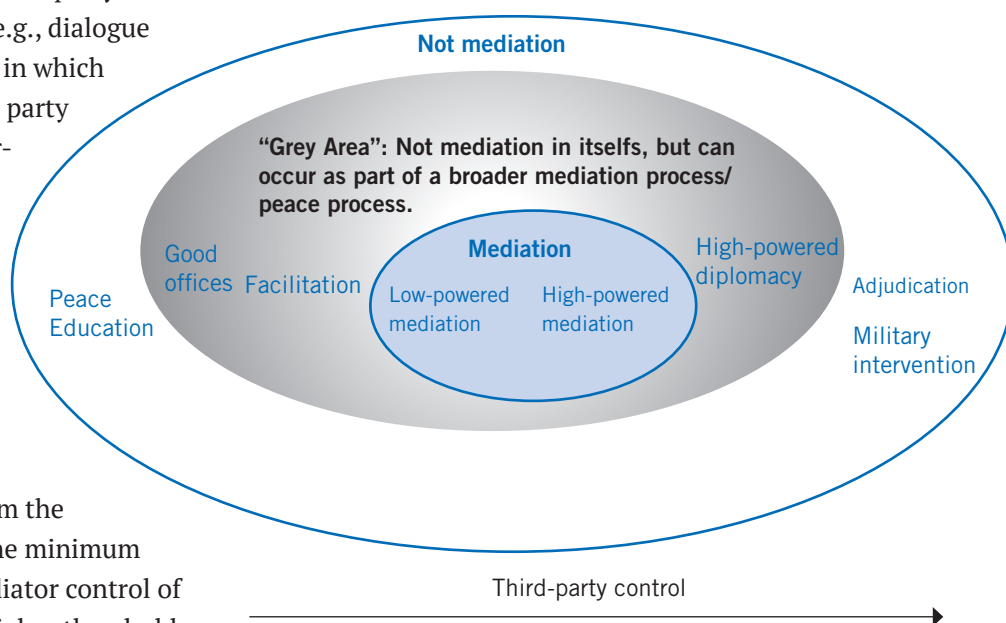 e.g., dialogue
in which
party
Not mediation
"Grey Area": Not mediation in itselfs, but can
occur as part of a broader mediation process/
peace process.
Mediation
Good
offices
Facilitation
Low-powered
mediation
High-powered
mediation
High-powered
diplomacy
Peace
Education
Adjudication
Military
intervention
m the
ne minimum
diator control of
Third-party control